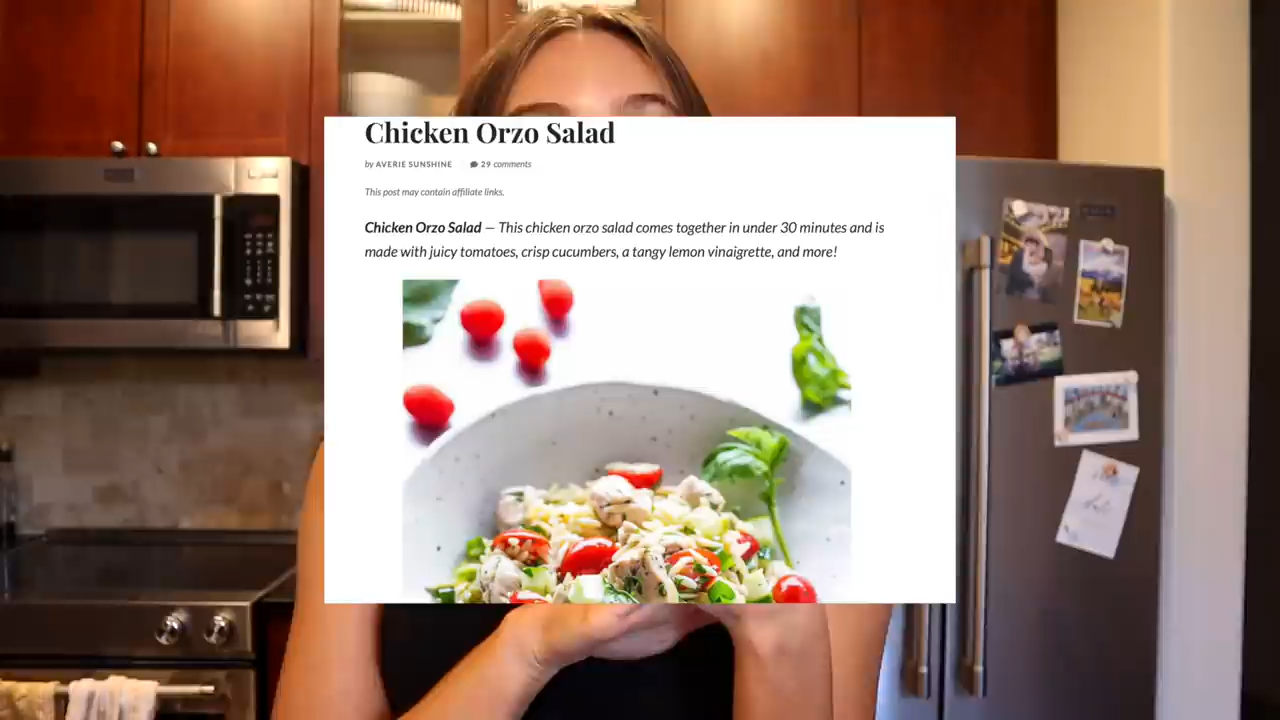 Chicken Orzo Salad
by AVERIE SUNSHINE 29 comments
This post may contain affiliate links.
Chicken Orzo Salad — This chicken orzo salad comes together in under 30 minutes and is
made with juicy tomatoes, crisp cucumbers, a tangy lemon vinaigrette, and more!